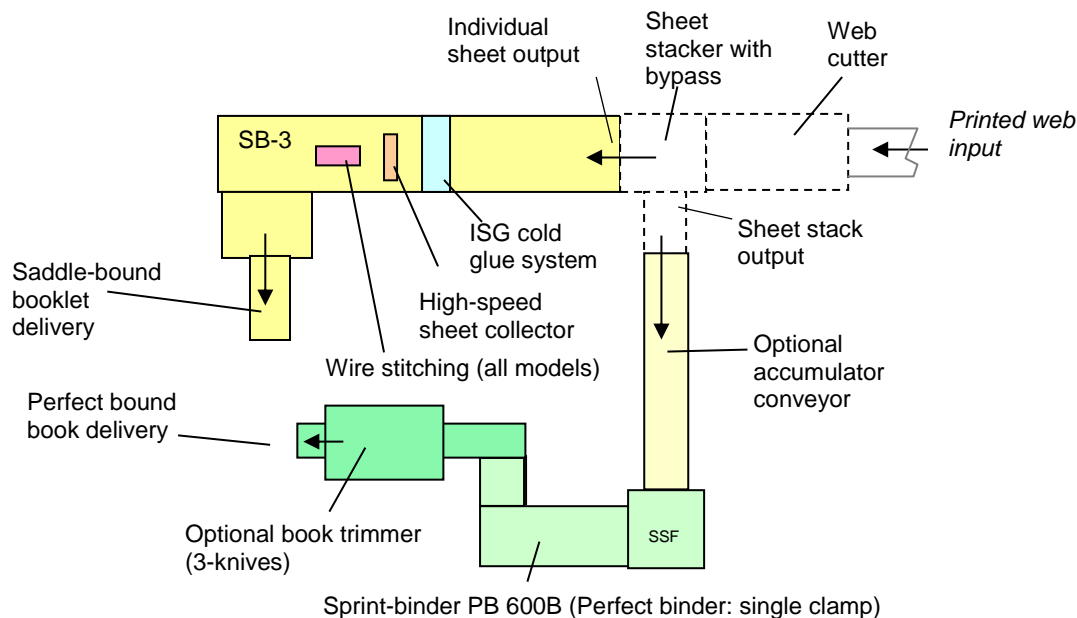 Individual
sheet output
Sheet
stacker with
bypass
Web
cutter
Printed web
input
SB-3
ISG cold
glue system
Sheet stack
output
Saddle-bound
booklet
delivery
High-speed
sheet collector
Wire stitching (all models)
Optional
accumulator
conveyor
Perfect bound
book delivery
Optional book trimmer
(3-knives)
SSF
Sprint-binder PB 600B (Perfect binder: single clamp)